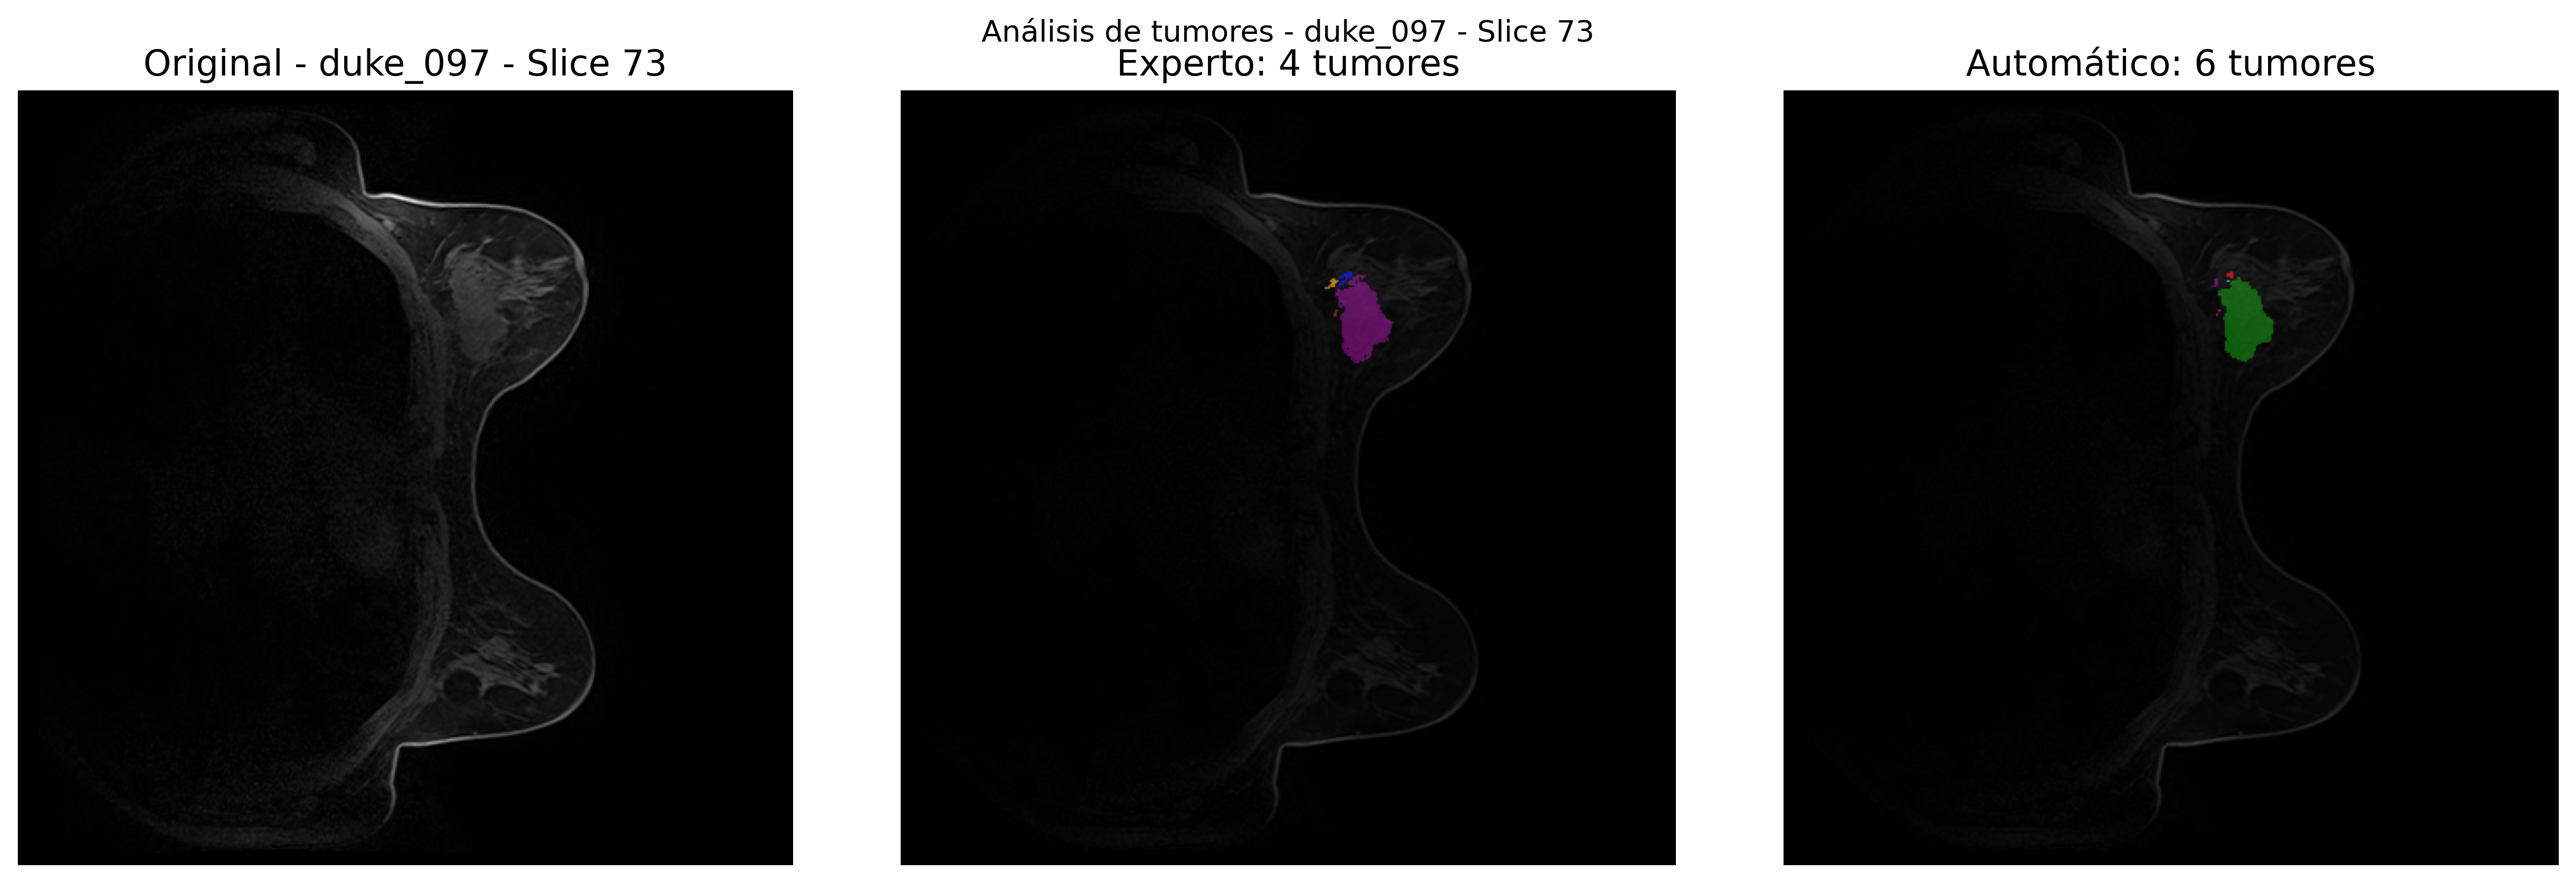 Análisis de tumores - duke_097 - Slice 73
Original - duke_097 - Slice 73
Experto: 4 tumores
Automático: 6 tumores